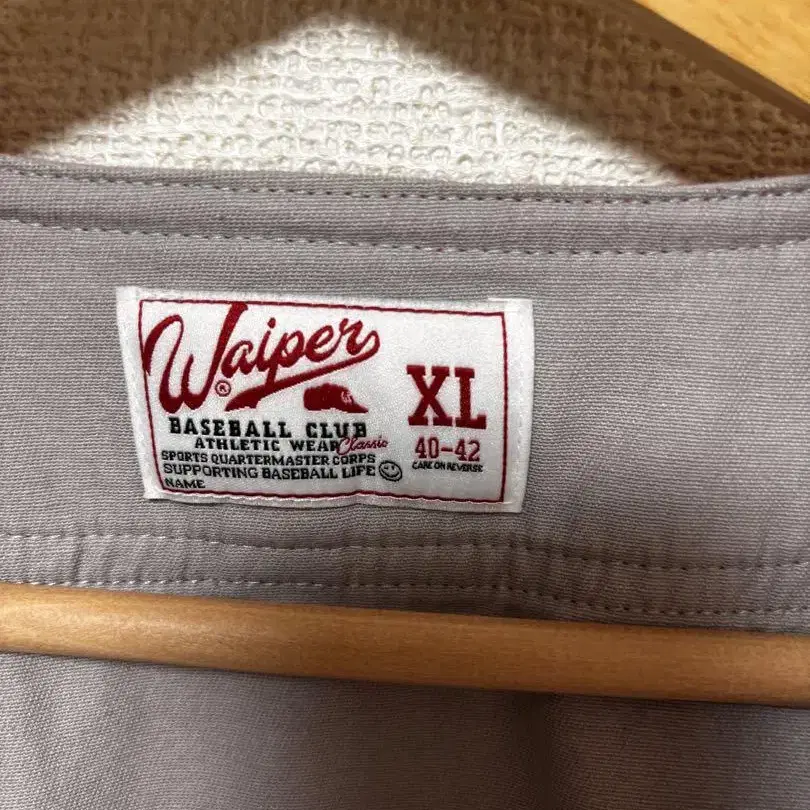 Waiper
®
XL
BASEBALL CLUB
ATHLETIC WEAR Classic
40-42
CARE ON REVERSE
SPORTS QUARTERMASTER CORPS
SUPPORTING BASEBALL LIFE
NAME